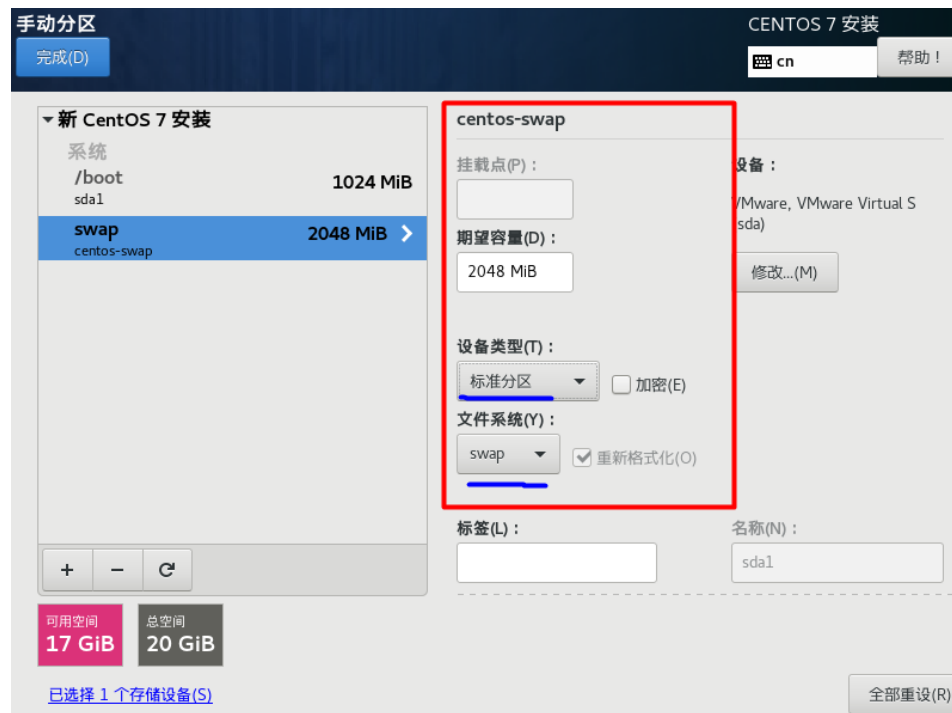 手动分区
CENTOS 7 安装
完成(D)
cn
帮助！
新 CentOS 7 安装
系统
/boot
1024 MiB
sda1
swap
2048 MiB
centos-swap
centos-swap
挂载点(P)：
设备：
VMware, VMware Virtual S
sda)
期望容量(D)：
2048 MiB
修改...(M)
设备类型(T)：
标准分区
加密(E)
文件系统(Y)：
swap
重新格式化(O)
标签(L)：
名称(N)：
sda1
+ −
可用空间
17 GiB
总空间
20 GiB
已选择 1 个存储设备(S)
全部重设(R)